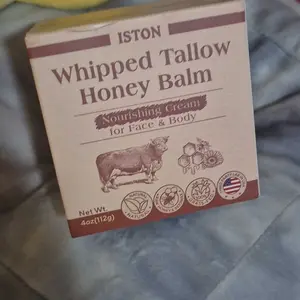 ISTON
Whipped Tallow
Honey Balm
Nourishing Cream
for Face & Body
Net Wt
4oz(112g)